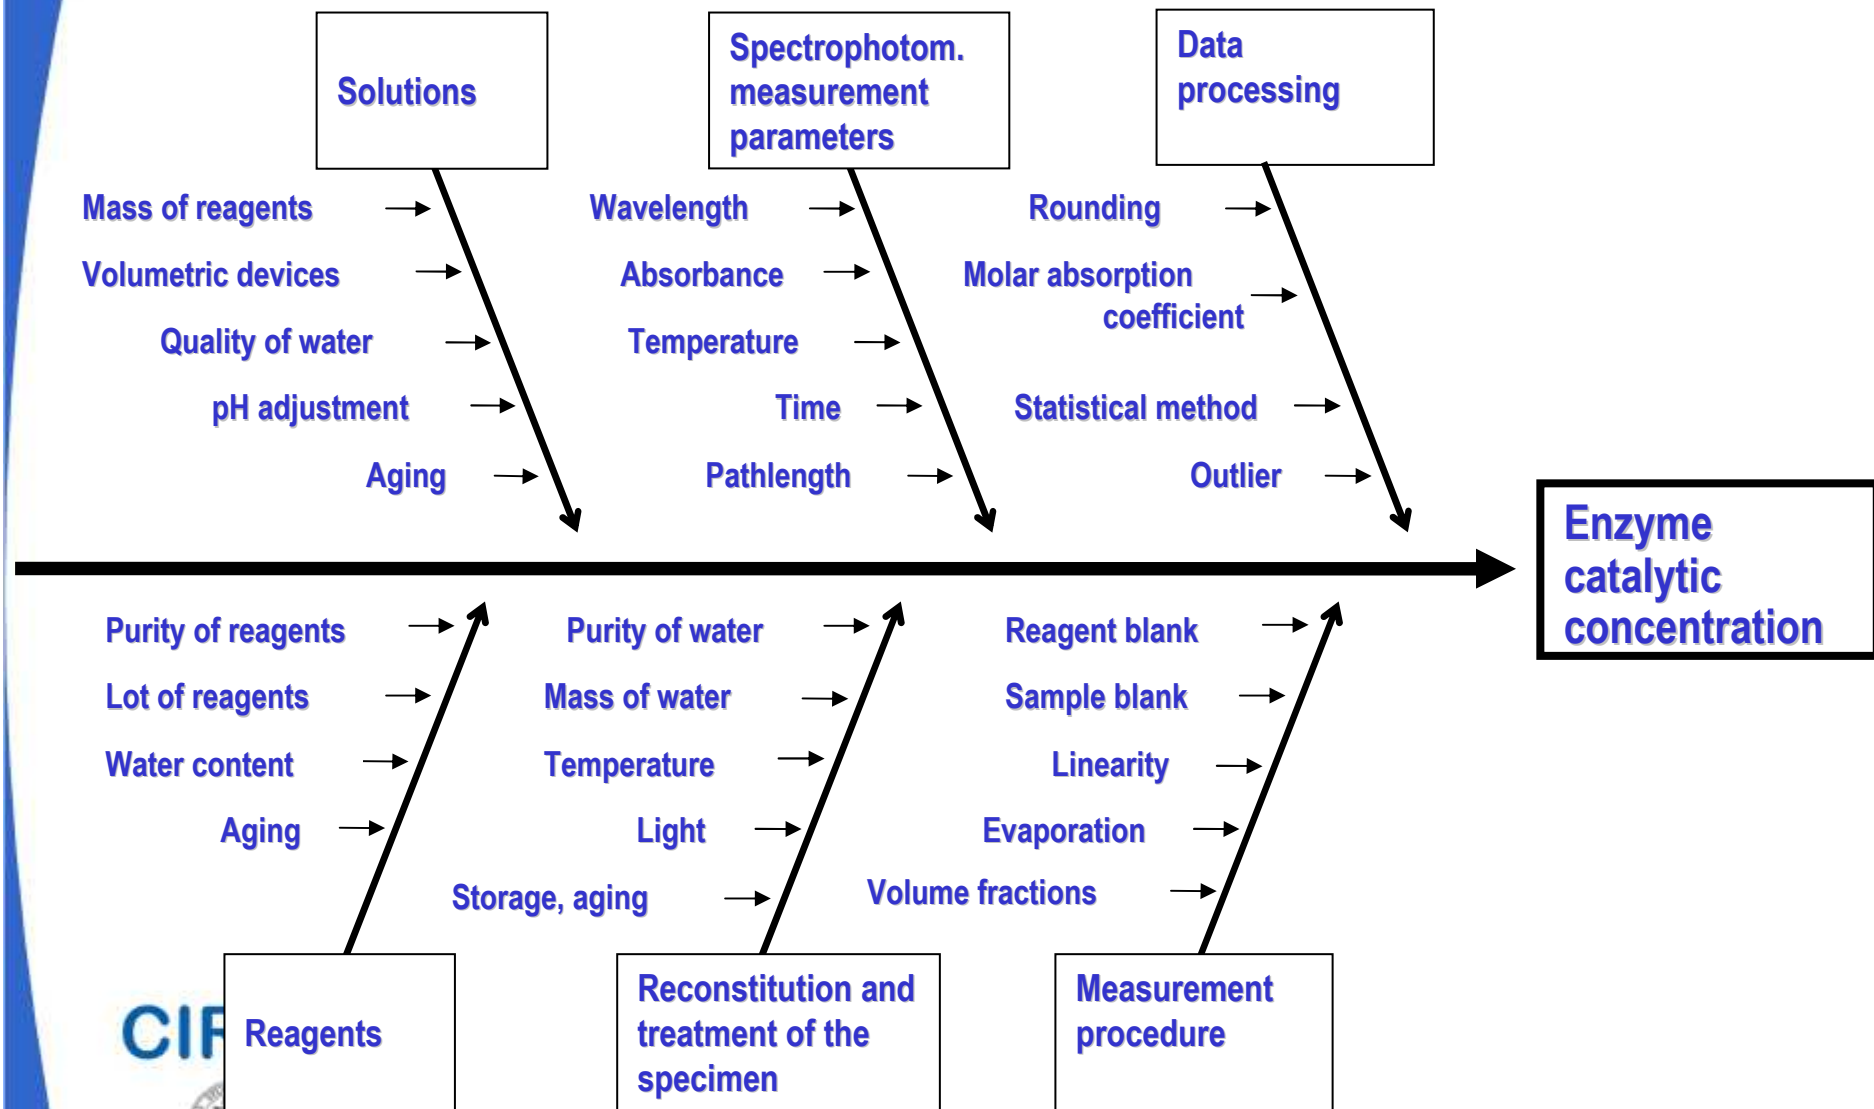 Solutions
Spectrophotom.
measurement
parameters
Data
processing
Mass of reagents
Volumetric devices
Quality of water
pH adjustment
Aging
Wavelength
Absorbance
Temperature
Time
Pathlength
Rounding
Molar absorption
coefficient
Statistical method
Outlier
Enzyme
catalytic
concentration
Purity of reagents
Lot of reagents
Water content
Aging
Purity of water
Mass of water
Temperature
Light
Storage, aging
Reagent blank
Sample blank
Linearity
Evaporation
Volume fractions
Reagents
Reconstitution and
treatment of the
specimen
Measurement
procedure